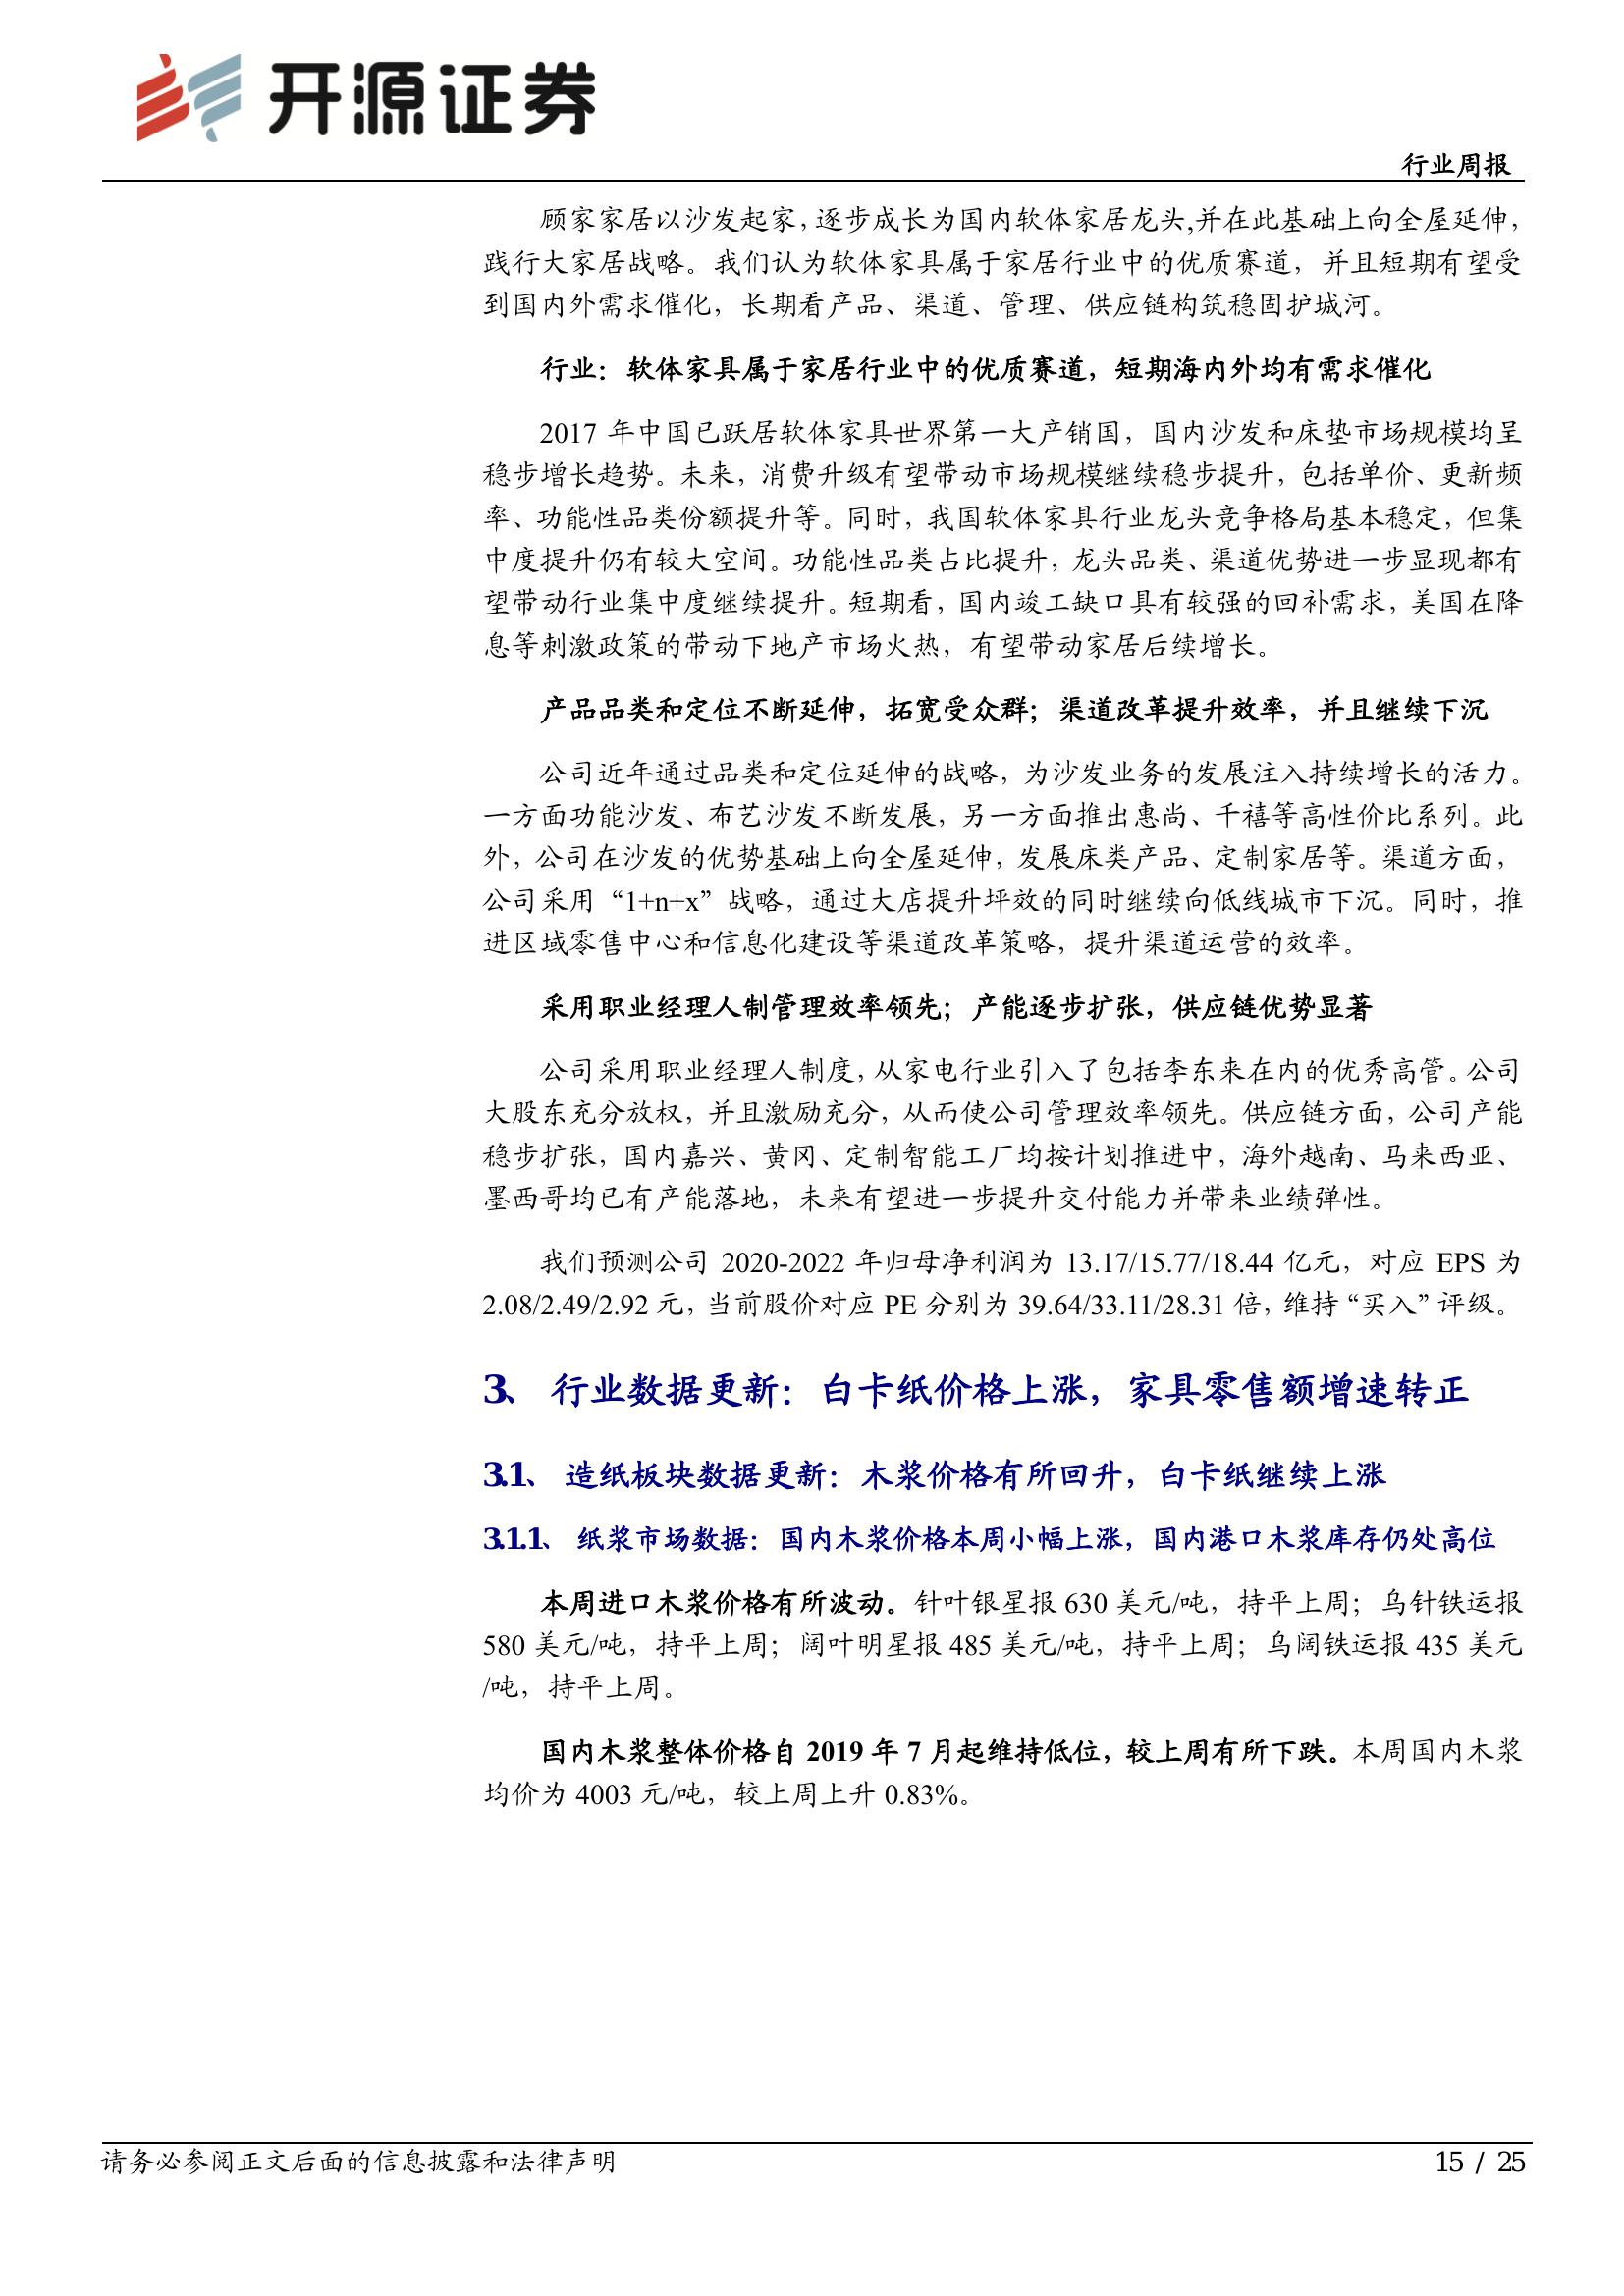 开源证券
行业周报
顾家家居以沙发起家，逐步成长为国内软体家居龙头,并在此基础上向全屋延伸，
践行大家居战略。我们认为软体家具属于家居行业中的优质赛道，并且短期有望受
到国内外需求催化，长期看产品、渠道、管理、供应链构筑稳固护城河。
行业：软体家具属于家居行业中的优质赛道，短期海内外均有需求催化
2017 年中国已跃居软体家具世界第一大产销国，国内沙发和床垫市场规模均呈
稳步增长趋势。未来，消费升级有望带动市场规模继续稳步提升，包括单价、更新频
率、功能性品类份额提升等。同时，我国软体家具行业龙头竞争格局基本稳定，但集
中度提升仍有较大空间。功能性品类占比提升，龙头品类、渠道优势进一步显现都有
望带动行业集中度继续提升。短期看，国内竣工缺口具有较强的回补需求，美国在降
息等刺激政策的带动下地产市场火热，有望带动家居后续增长。
产品品类和定位不断延伸，拓宽受众群；渠道改革提升效率，并且继续下沉
公司近年通过品类和定位延伸的战略，为沙发业务的发展注入持续增长的活力。
一方面功能沙发、布艺沙发不断发展，另一方面推出惠尚、千禧等高性价比系列。此
外，公司在沙发的优势基础上向全屋延伸，发展床类产品、定制家居等。渠道方面，
公司采用“1+n+x”战略，通过大店提升坪效的同时继续向低线城市下沉。同时，推
进区域零售中心和信息化建设等渠道改革策略，提升渠道运营的效率。
采用职业经理人制管理效率领先；产能逐步扩张，供应链优势显著
公司采用职业经理人制度，从家电行业引入了包括李东来在内的优秀高管。公司
大股东充分放权，并且激励充分，从而使公司管理效率领先。供应链方面，公司产能
稳步扩张，国内嘉兴、黄冈、定制智能工厂均按计划推进中，海外越南、马来西亚、
墨西哥均已有产能落地，未来有望进一步提升交付能力并带来业绩弹性。
我们预测公司 2020-2022 年归母净利润为 13.17/15.77/18.44 亿元，对应 EPS 为
2.08/2.49/2.92 元，当前股价对应 PE 分别为 39.64/33.11/28.31 倍，维持“买入”评级。
3、 行业数据更新：白卡纸价格上涨，家具零售额增速转正
3.1、 造纸板块数据更新：木浆价格有所回升，白卡纸继续上涨
3.1.1、 纸浆市场数据：国内木浆价格本周小幅上涨，国内港口木浆库存仍处高位
本周进口木浆价格有所波动。针叶银星报 630 美元/吨，持平上周；乌针铁运报
580 美元/吨，持平上周；阔叶明星报 485 美元/吨，持平上周；乌阔铁运报 435 美元
/吨，持平上周。
国内木浆整体价格自 2019 年 7 月起维持低位，较上周有所下跌。本周国内木浆
均价为 4003 元/吨，较上周上升 0.83%。
请务必参阅正文后面的信息披露和法律声明
15 / 25